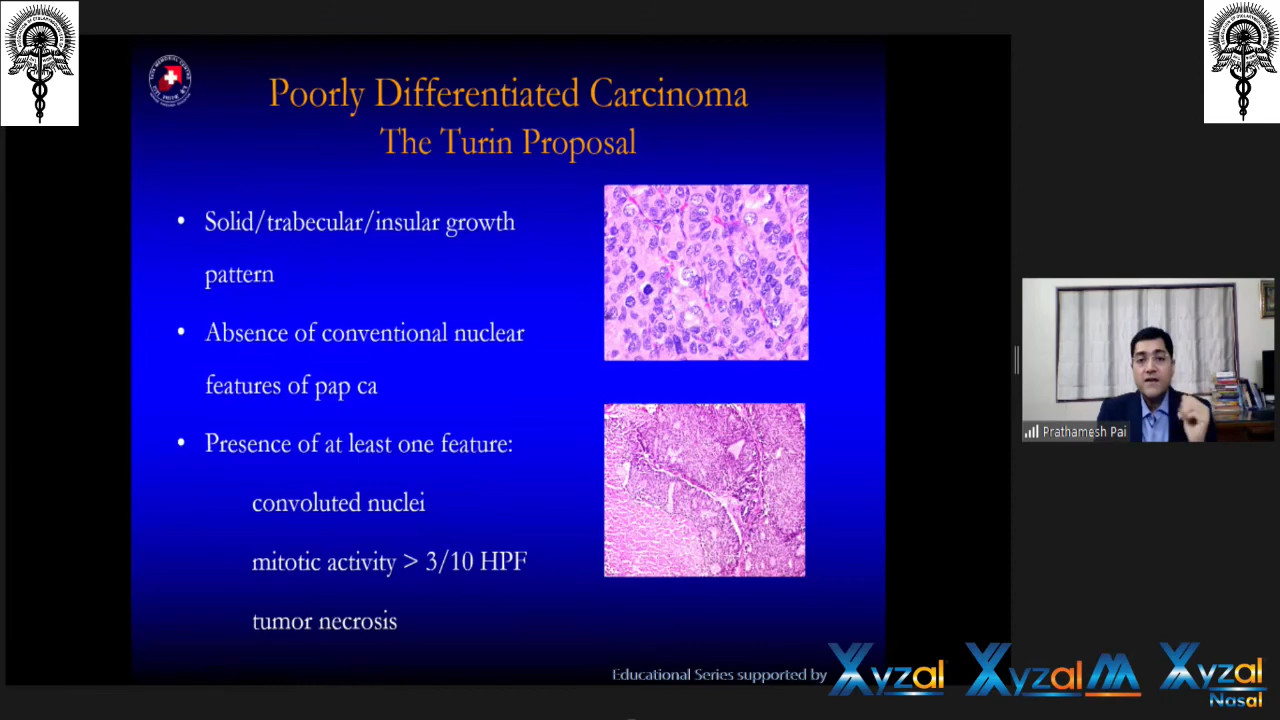 Poorly Differentiated Carcinoma
The Turin Proposal
• Solid/trabecular/insular growth
pattern
• Absence of conventional nuclear
features of pap ca
• Presence of at least one feature:
convoluted nuclei
mitotic activity > 3/10 HPF
tumor necrosis
Prathamesh Pai
Educational Series supported by
Xyzal
Xyzal M
Xyzal
Nasal